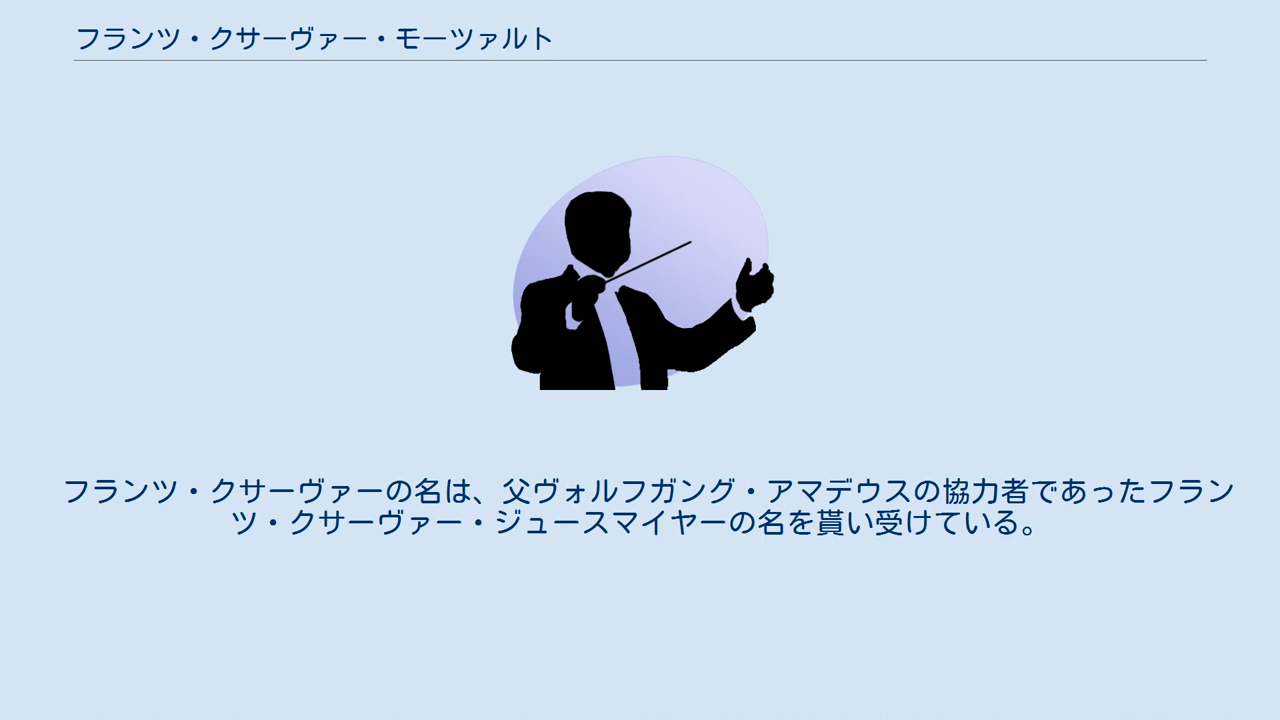 フランツ・クサーヴァー・モーツァルト
フランツ・クサーヴァーの名は、父ヴォルフガング・アマデウスの協力者であったフラン
ツ・クサーヴァー・ジュースマイヤーの名を貰い受けている。